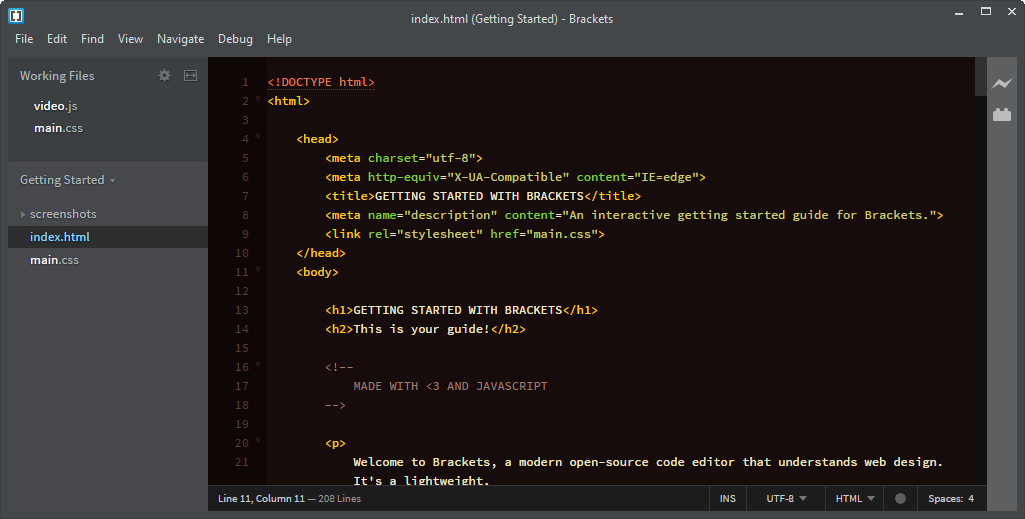 index.html (Getting Started) - Brackets
File Edit Find View Navigate Debug Help
Working Files
video.js
main.css
Getting Started
screenshots
index.html
main.css
1 <!DOCTYPE html>
2 <html>
3
4 <head>
5 <meta charset="utf-8">
6 <meta http-equiv="X-UA-Compatible" content="IE=edge">
7 <title>GETTING STARTED WITH BRACKETS</title>
8 <meta name="description" content="An interactive getting started guide for Brackets.">
9 <link rel="stylesheet" href="main.css">
10 </head>
11 <body>
12
13 <h1>GETTING STARTED WITH BRACKETS</h1>
14 <h2>This is your guide!</h2>
15
16 <!--
17 MADE WITH <3 AND JAVASCRIPT
18 -->
19
20 <p>
21 Welcome to Brackets, a modern open-source code editor that understands web design.
It's a lightweight,
Line 11, Column 11 — 208 Lines INS UTF-8 HTML Spaces: 4